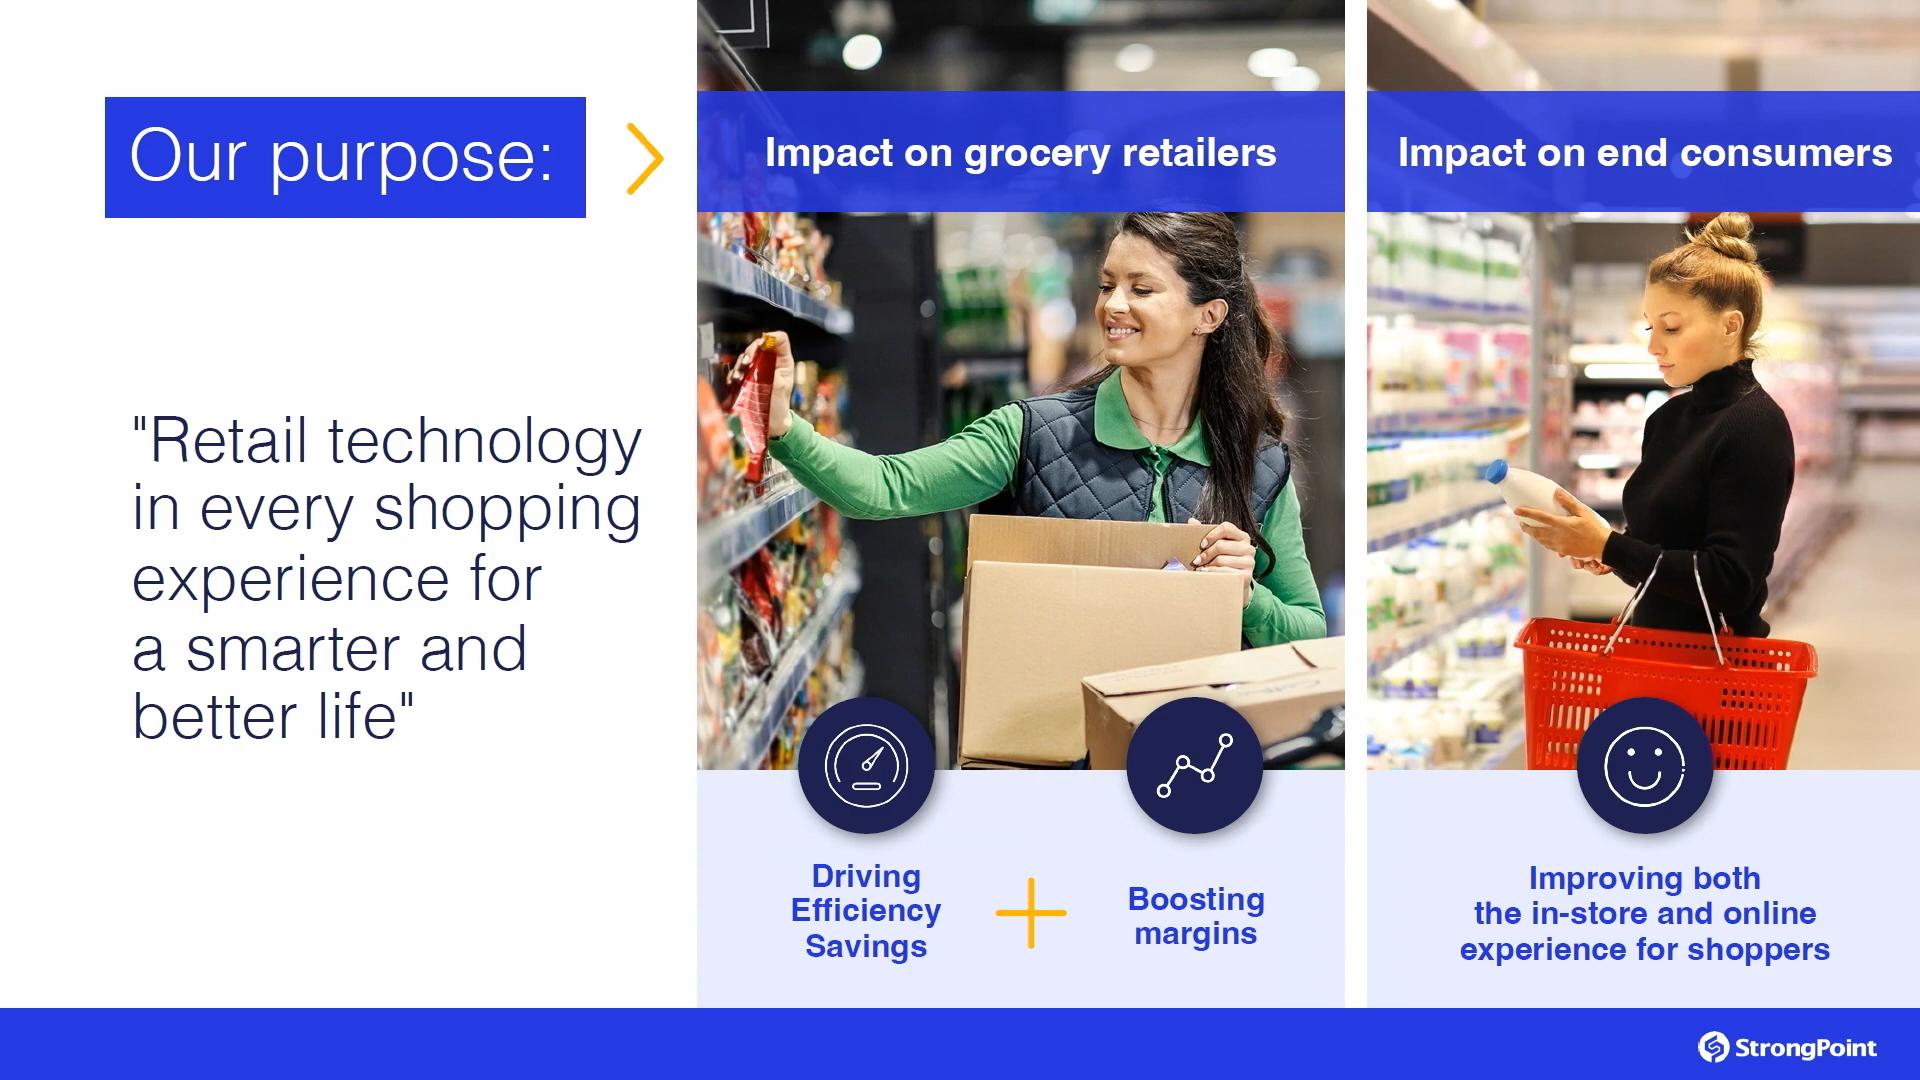 Our purpose:
"Retail technology
in every shopping
experience for
a smarter and
better life"
Impact on grocery retailers
Driving
Efficiency
Savings
Boosting
margins
Impact on end consumers
Improving both
the in-store and online
experience for shoppers
StrongPoint